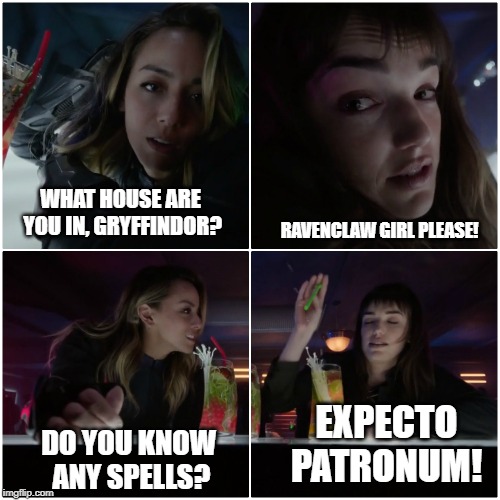 WHAT HOUSE ARE
YOU IN, GRYFFINDOR?
RAVENCLAW GIRL PLEASE!
DO YOU KNOW
ANY SPELLS?
EXPECTO
PATRONUM!
imgflip.com